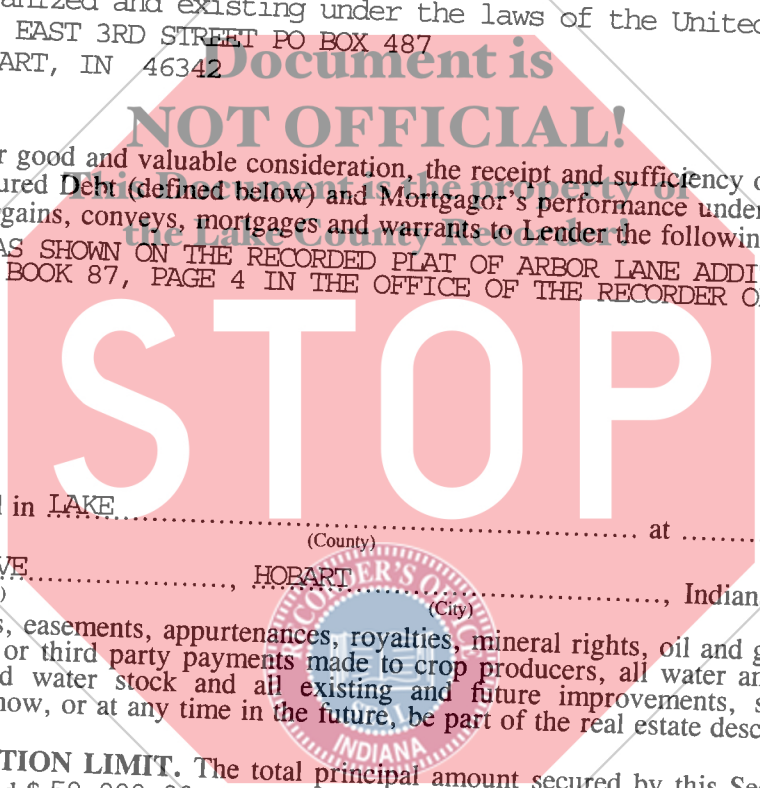 anized and existing under the laws of the United
EAST 3RD STREET PO BOX 487
ART, IN 46342
Document is
NOT OFFICIAL!
r good and valuable consideration, the receipt and sufficiency o
ured Debt (defined below) and Mortgagor's performance under
This Document is the property of
rgains, conveys, mortgages and warrants to Lender the followin
the Lake County Recorder!
AS SHOWN ON THE RECORDED PLAT OF ARBOR LANE ADDI
BOOK 87, PAGE 4 IN THE OFFICE OF THE RECORDER O
STOP
in LAKE at
(County)
VE, HOBART, Indian
(City)
RECORDER'S OFFICE
s, easements, appurtenances, royalties, mineral rights, oil and g
or third party payments made to crop producers, all water an
d water stock and all existing and future improvements, s
now, or at any time in the future, be part of the real estate desc
SEAL
INDIANA
TION LIMIT. The total principal amount secured by this Se